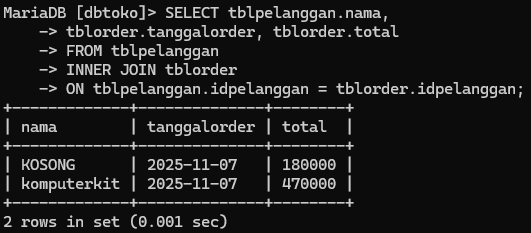 MariaDB [dbtoko]> SELECT tblpelanggan.nama,
    -> tblorder.tanggalorder, tblorder.total
    -> FROM tblpelanggan
    -> INNER JOIN tblorder
    -> ON tblpelanggan.idpelanggan = tblorder.idpelanggan;
+-------------+--------------+--------+
| nama        | tanggalorder | total  |
+-------------+--------------+--------+
| KOSONG      | 2025-11-07   | 180000 |
| komputerkit | 2025-11-07   | 470000 |
+-------------+--------------+--------+
2 rows in set (0.001 sec)